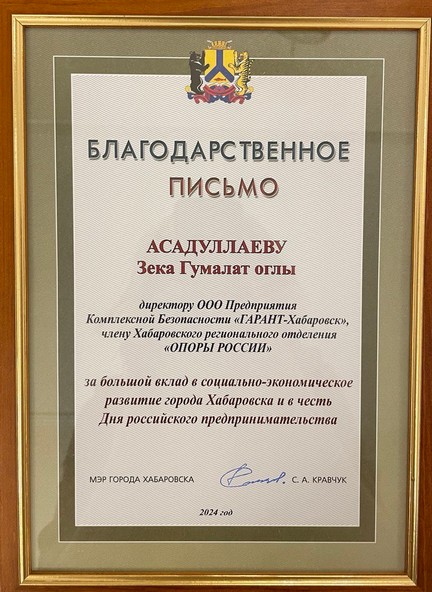 БЛАГОДАРСТВЕННОЕ
ПИСЬМО
АСАДУЛЛАЕВУ
Зека Гумалат оглы
директору ООО Предприятия
Комплексной Безопасности «ГАРАНТ-Хабаровск»,
члену Хабаровского регионального отделения
«ОПОРЫ РОССИИ»
за большой вклад в социально-экономическое
развитие города Хабаровска и в честь
Дня российского предпринимательства
МЭР ГОРОДА ХАБАРОВСКА С. А. КРАВЧУК
2024 год